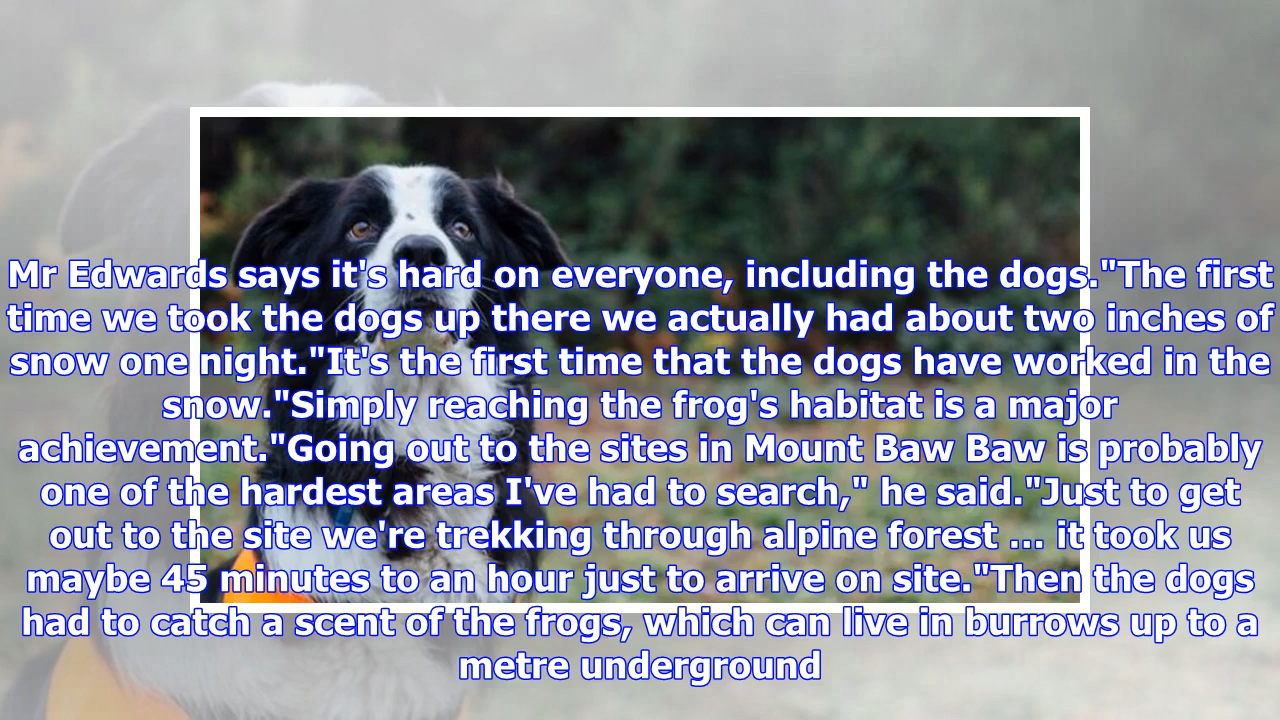 Mr Edwards says it's hard on everyone, including the dogs."The first
time we took the dogs up there we actually had about two inches of
snow one night."It's the first time that the dogs have worked in the
snow."Simply reaching the frog's habitat is a major
achievement."Going out to the sites in Mount Baw Baw is probably
one of the hardest areas I've had to search," he said."Just to get
out to the site we're trekking through alpine forest ... it took us
maybe 45 minutes to an hour just to arrive on site."Then the dogs
had to catch a scent of the frogs, which can live in burrows up to a
metre underground